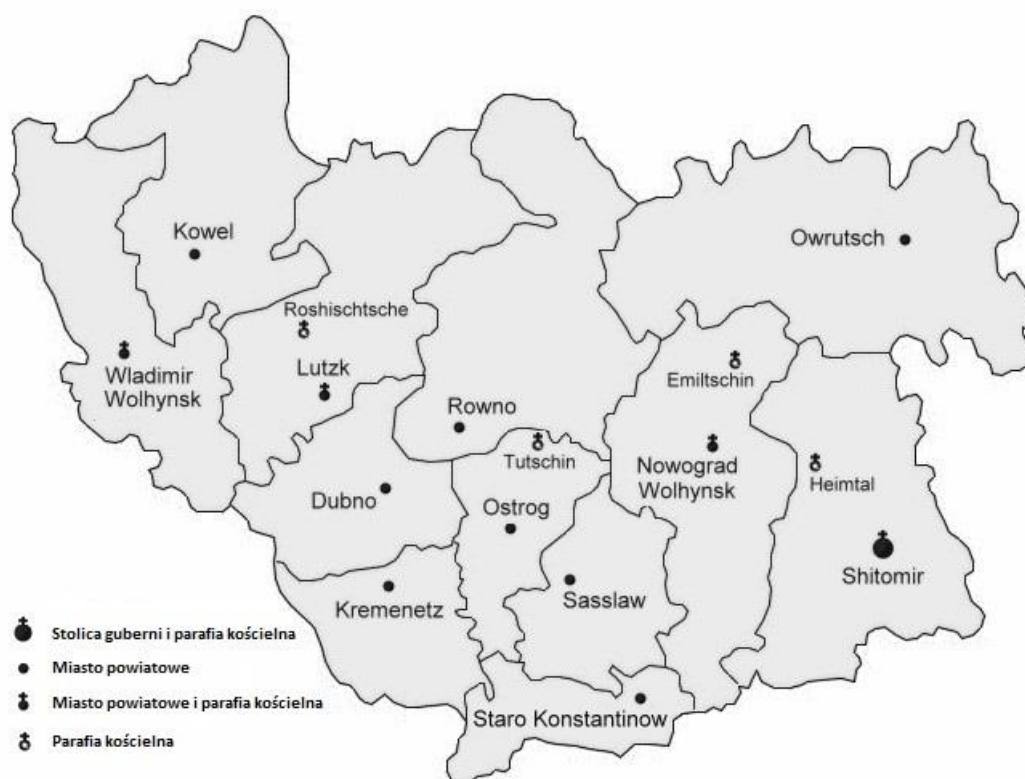 Kowel
Owrutsch
Roshischtsche
Wladimir
Wolhynsk
Lutzk
Emiltschin
Rowno
Tutschin
Nowograd
Wolhynsk
Heimtal
Dubno
Ostrog
Shitomir
Kremenetz
Sasslaw
Staro Konstantinow
Stolica guberni i parafia kościelna
Miasto powiatowe
Miasto powiatowe i parafia kościelna
Parafia kościelna